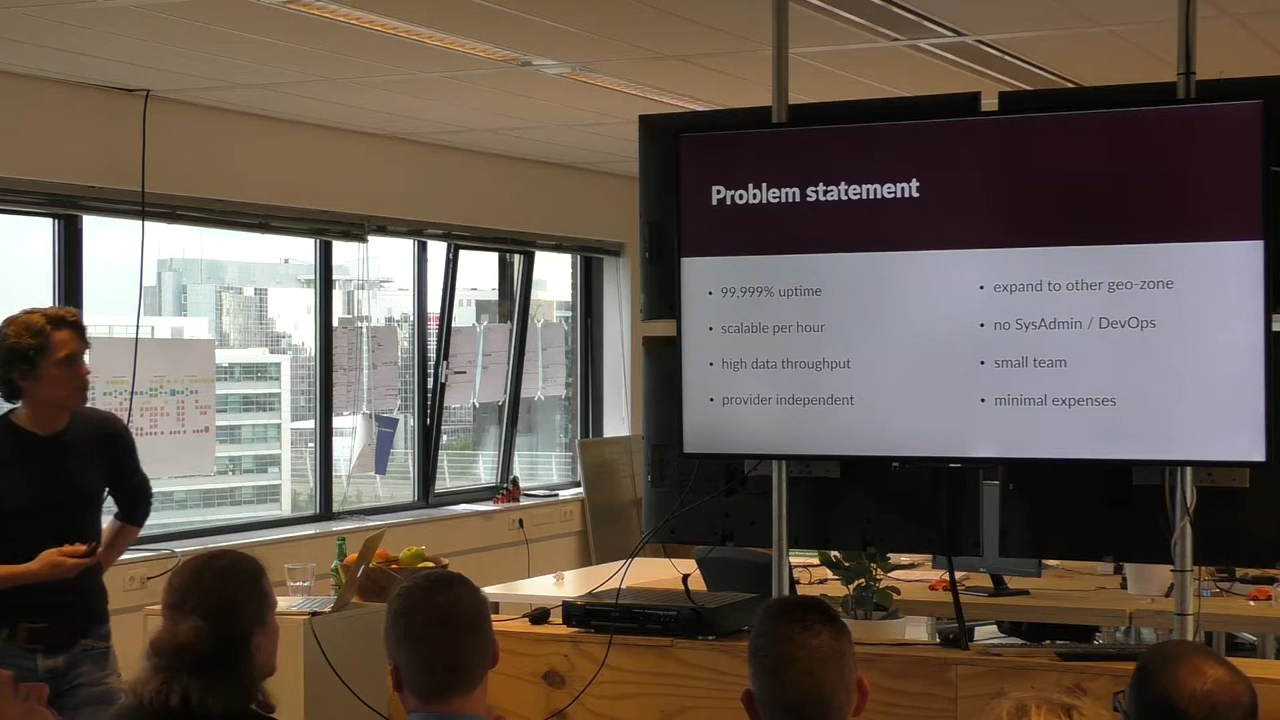 Problem statement
• 99,999% uptime
• scalable per hour
• high data throughput
• provider independent
• expand to other geo-zone
• no SysAdmin / DevOps
• small team
• minimal expenses